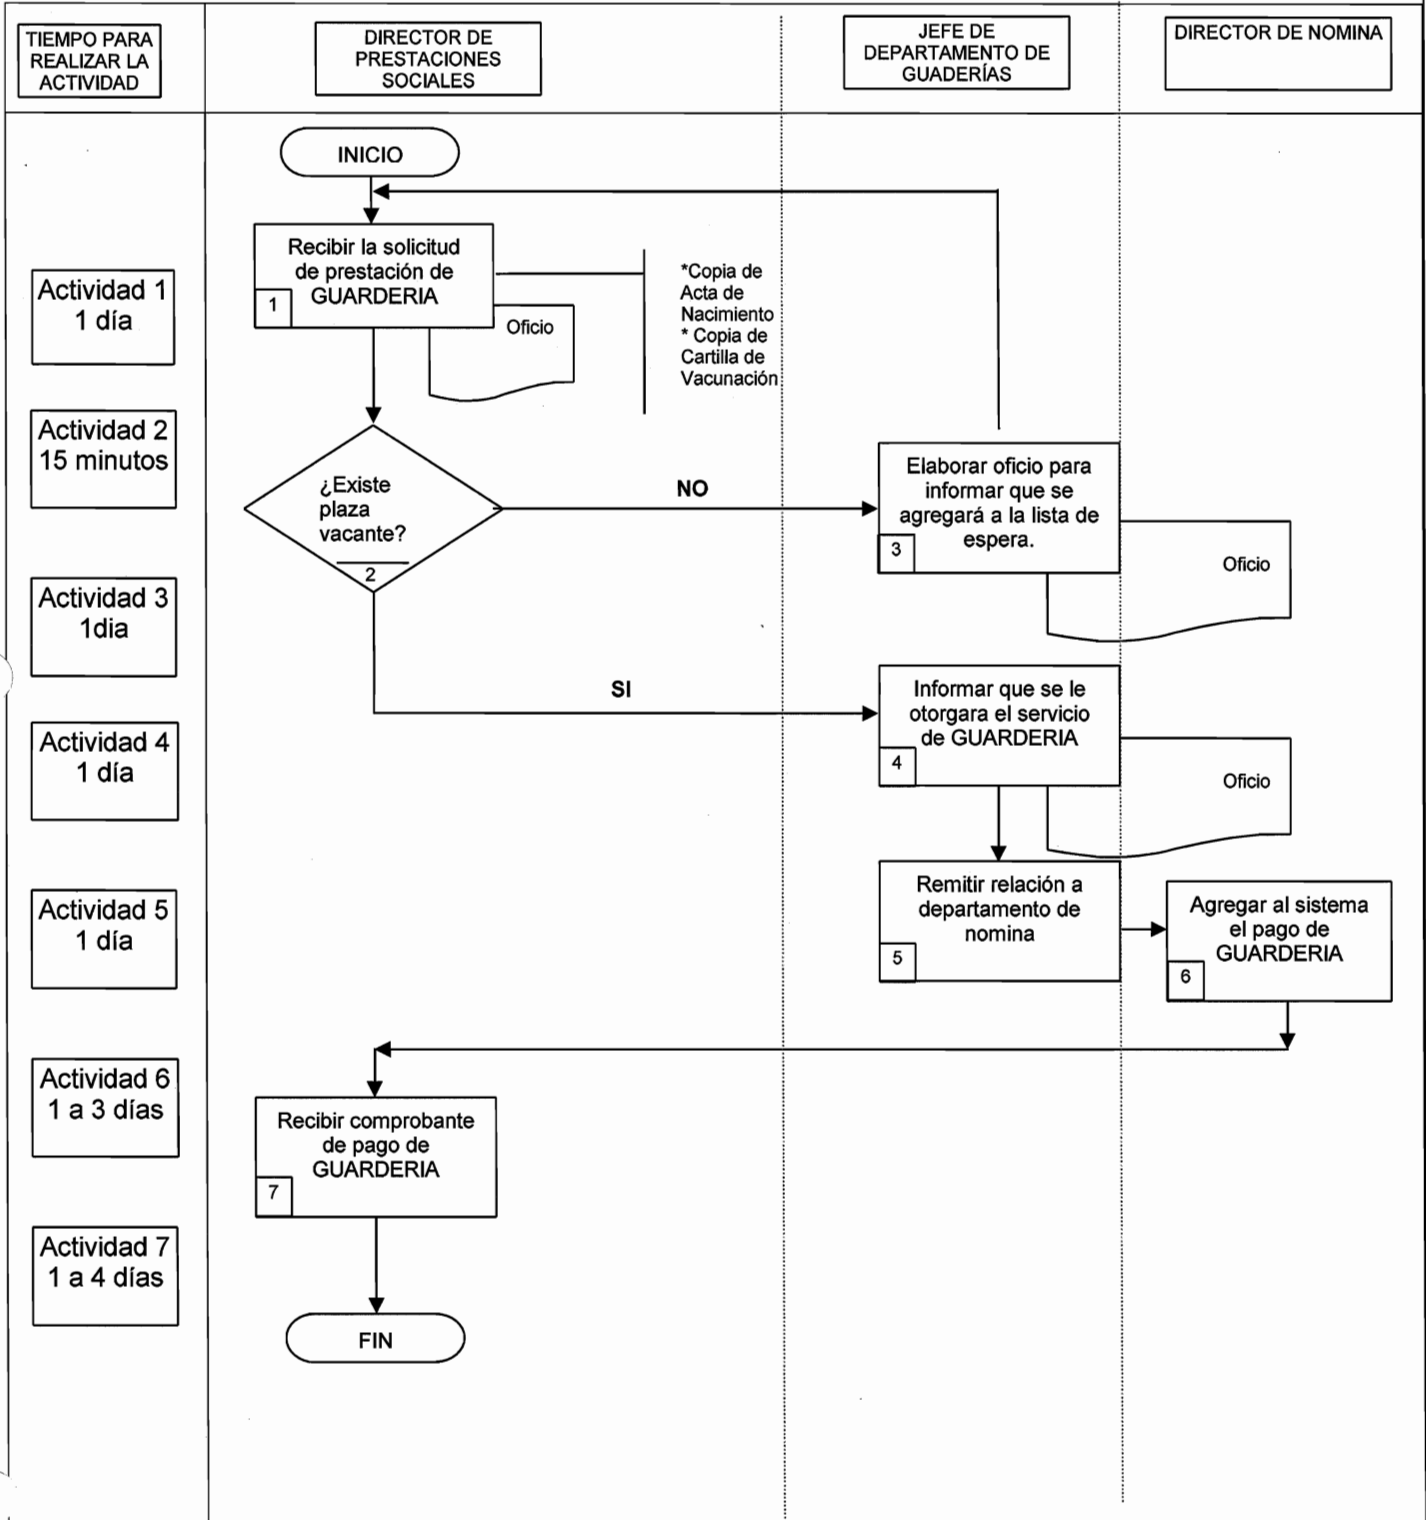 TIEMPO PARA
REALIZAR LA
ACTIVIDAD
DIRECTOR DE
PRESTACIONES
SOCIALES
JEFE DE
DEPARTAMENTO DE
GUADERÍAS
DIRECTOR DE NOMINA
INICIO
Recibir la solicitud
de prestación de
GUARDERIA
1
Oficio
*Copia de
Acta de
Nacimiento
* Copia de
Cartilla de
Vacunación
Actividad 1
1 día
Actividad 2
15 minutos
¿Existe
plaza
vacante?
2
NO
Elaborar oficio para
informar que se
agregará a la lista de
espera.
3
Oficio
Actividad 3
1dia
SI
Informar que se le
otorgara el servicio
de GUARDERIA
4
Oficio
Actividad 4
1 día
Remitir relación a
departamento de
nomina
5
Agregar al sistema
el pago de
GUARDERIA
6
Actividad 5
1 día
Actividad 6
1 a 3 días
Recibir comprobante
de pago de
GUARDERIA
7
Actividad 7
1 a 4 días
FIN